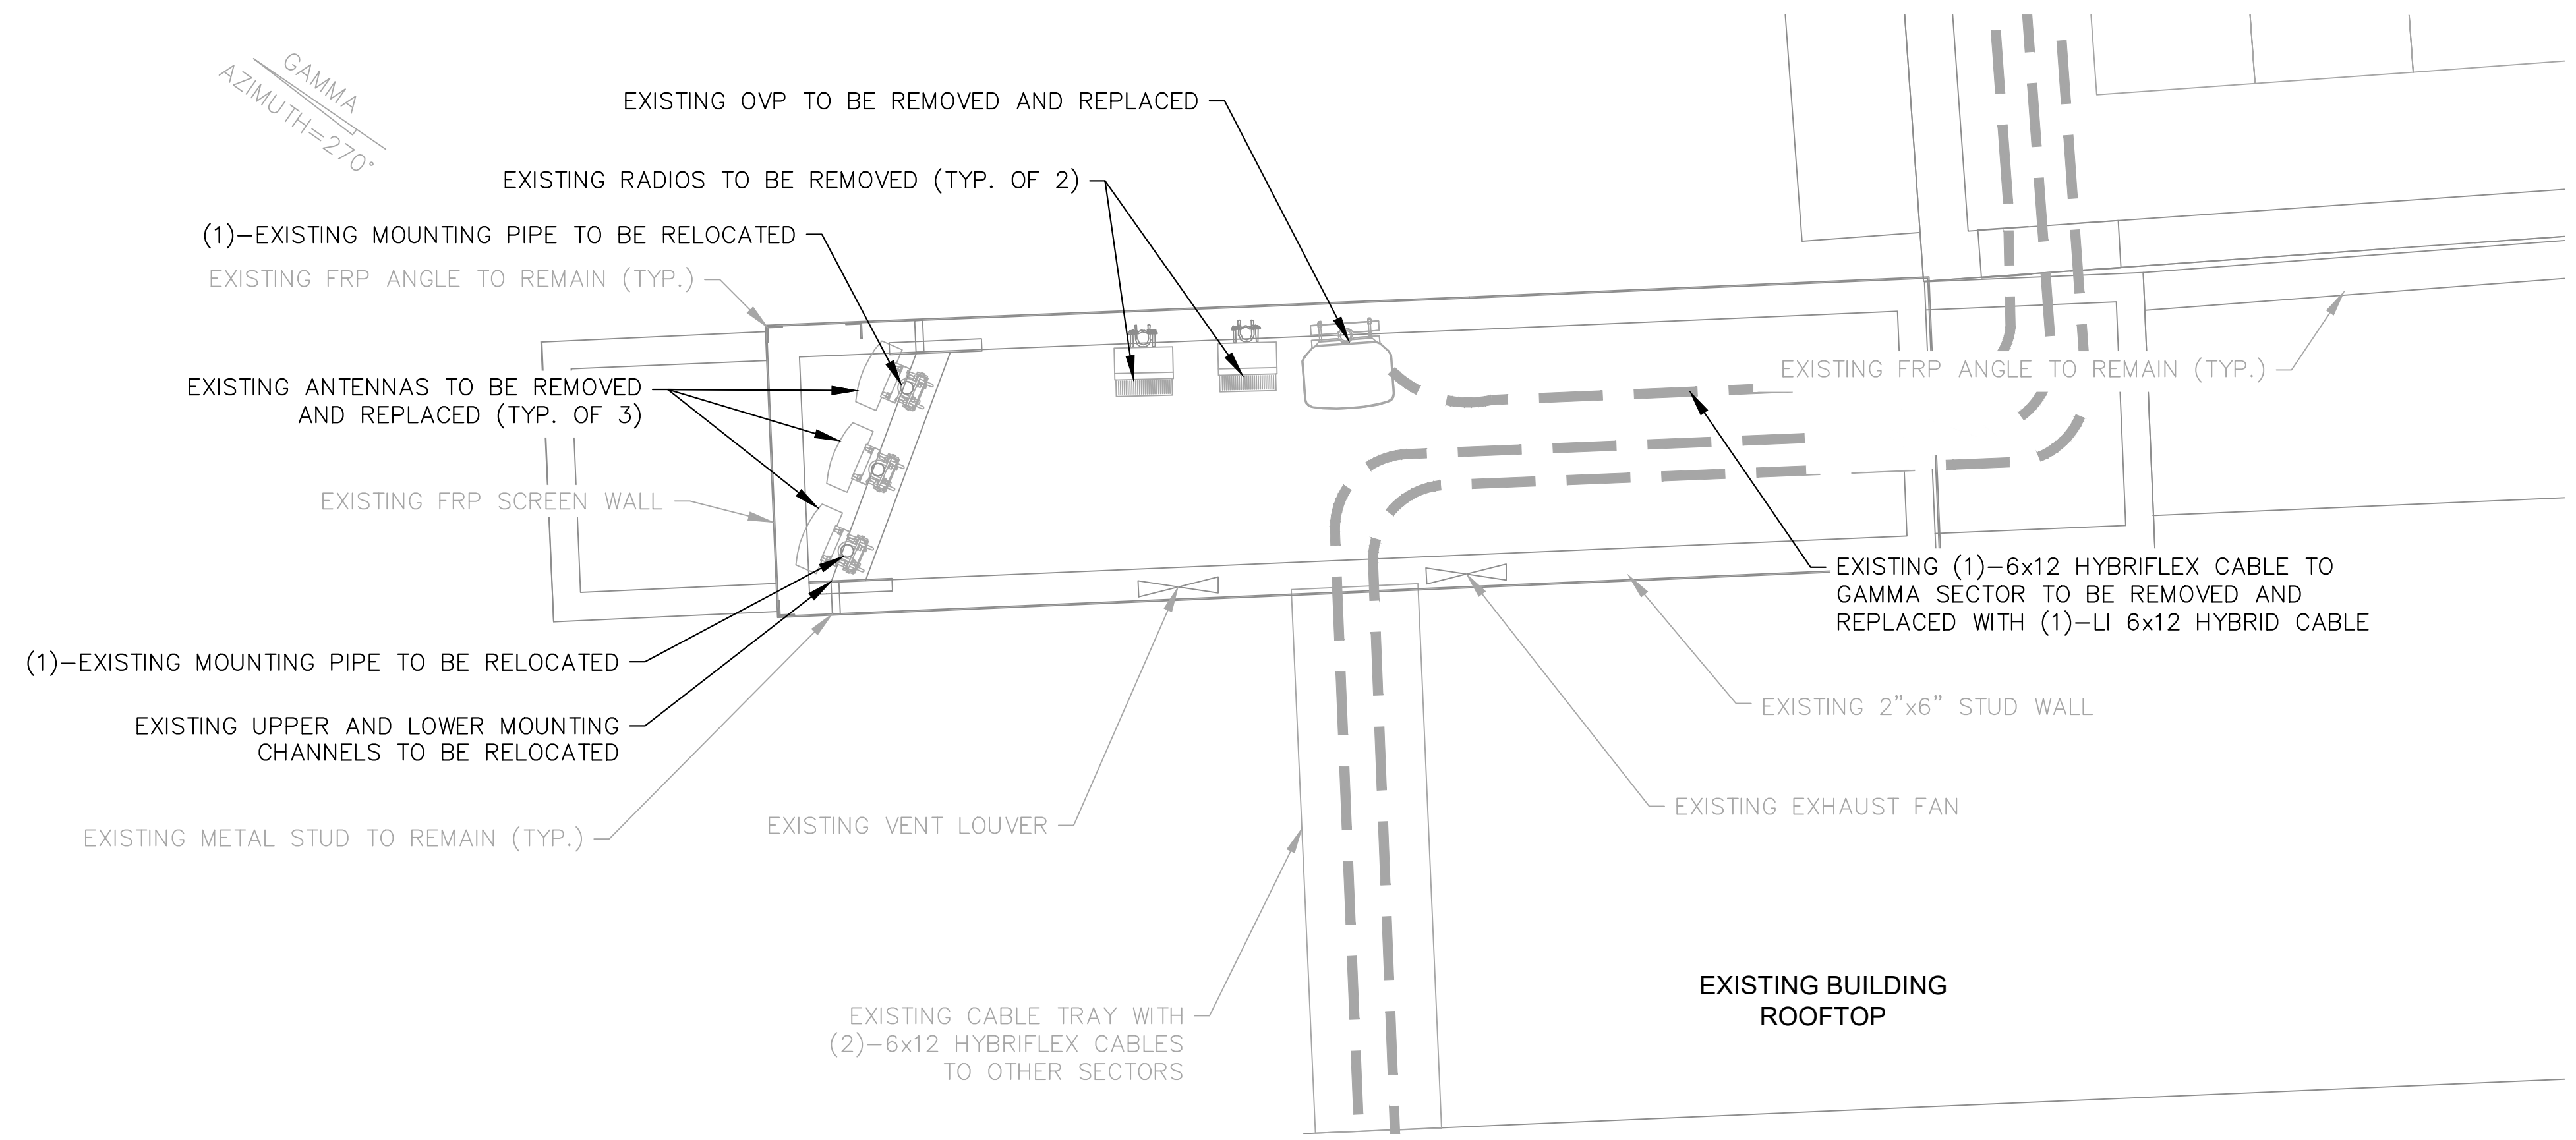 GAMMA
AZIMUTH=270°
EXISTING OVP TO BE REMOVED AND REPLACED
EXISTING RADIOS TO BE REMOVED (TYP. OF 2)
(1)-EXISTING MOUNTING PIPE TO BE RELOCATED
EXISTING FRP ANGLE TO REMAIN (TYP.)
EXISTING FRP ANGLE TO REMAIN (TYP.)
EXISTING ANTENNAS TO BE REMOVED
AND REPLACED (TYP. OF 3)
EXISTING FRP SCREEN WALL
EXISTING (1)-6x12 HYBRIFLEX CABLE TO
GAMMA SECTOR TO BE REMOVED AND
REPLACED WITH (1)-LI 6x12 HYBRID CABLE
(1)-EXISTING MOUNTING PIPE TO BE RELOCATED
EXISTING UPPER AND LOWER MOUNTING
CHANNELS TO BE RELOCATED
EXISTING 2"x6" STUD WALL
EXISTING METAL STUD TO REMAIN (TYP.)
EXISTING VENT LOUVER
EXISTING EXHAUST FAN
EXISTING CABLE TRAY WITH
(2)-6x12 HYBRIFLEX CABLES
TO OTHER SECTORS
EXISTING BUILDING
ROOFTOP